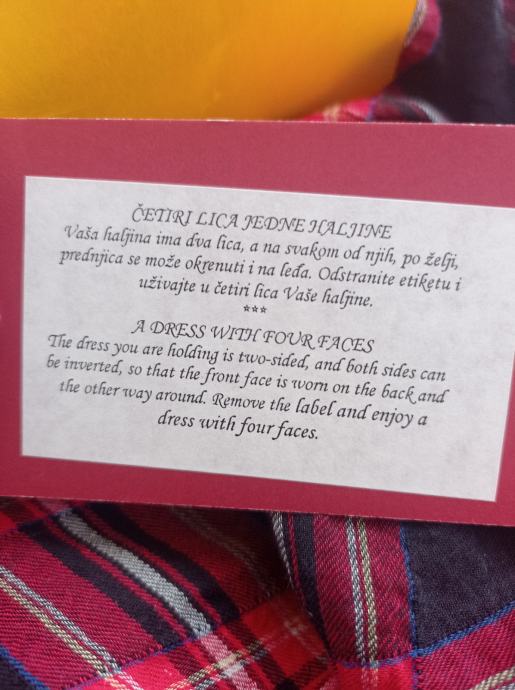 ČETIRI LICA JEDNE HALJINE
Vaša haljina ima dva lica, a na svakom od njih, po želji,
prednjica se može okrenuti i na leđa. Odstranite etiketu i
uživajte u četiri lica Vaše haljine.
***
A DRESS WITH FOUR FACES
The dress you are holding is two-sided, and both sides can
be inverted, so that the front face is worn on the back and
the other way around. Remove the label and enjoy a
dress with four faces.